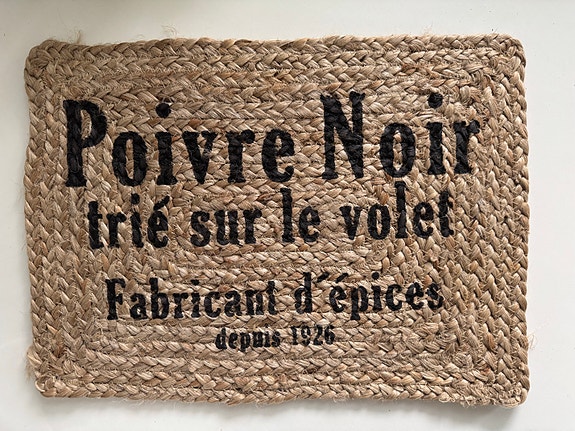 Poivre Noir
trié sur le volet
Fabricant d'épices
depuis 1926